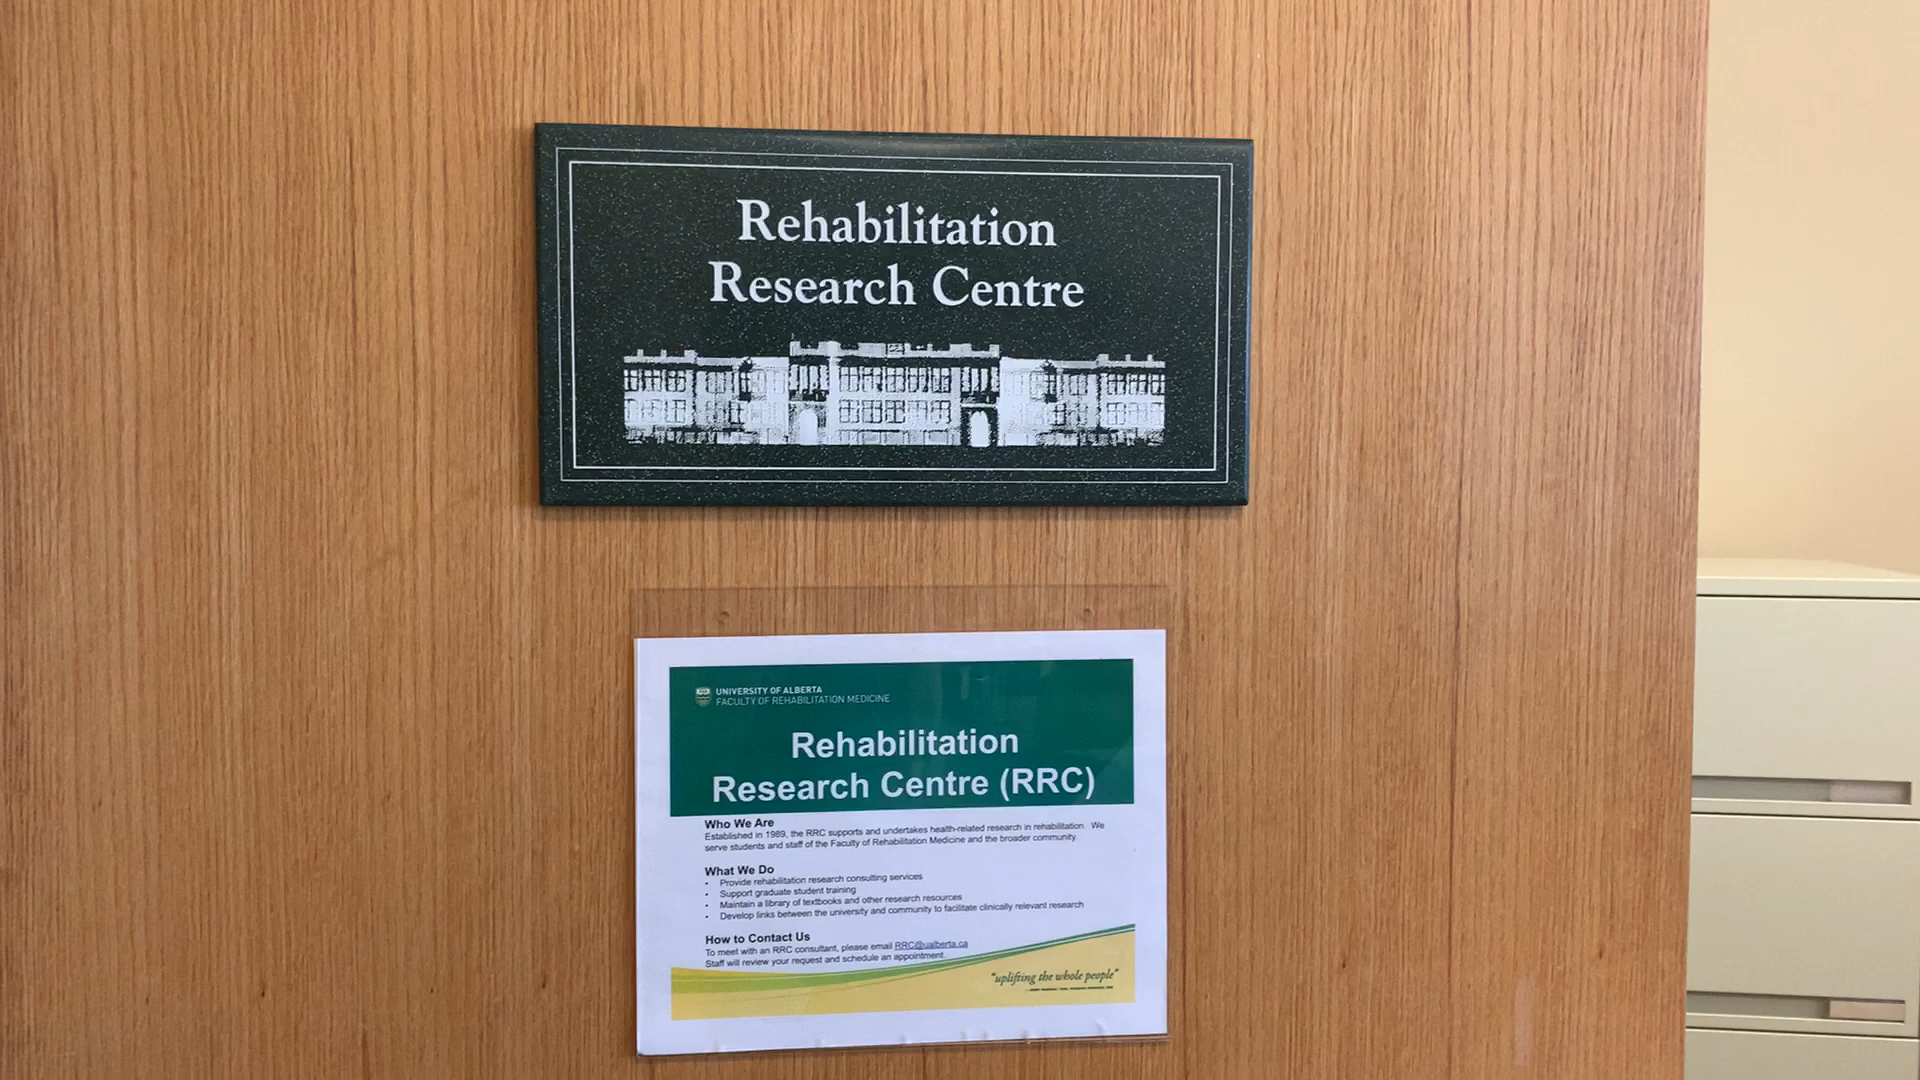 Rehabilitation
Research Centre
UNIVERSITY OF ALBERTA
FACULTY OF REHABILITATION MEDICINE
Rehabilitation
Research Centre (RRC)
Who We Are
Established in 1989, the RRC supports and undertakes health-related research in rehabilitation. We
serve students and staff of the Faculty of Rehabilitation Medicine and the broader community.
What We Do
• Provide rehabilitation research consulting services
• Support graduate student training
• Maintain a library of textbooks and other research resources
• Develop links between the university and community to facilitate clinically relevant research
How to Contact Us
To meet with an RRC consultant, please email RRC@ualberta.ca
Staff will review your request and schedule an appointment.
"uplifting the whole people"